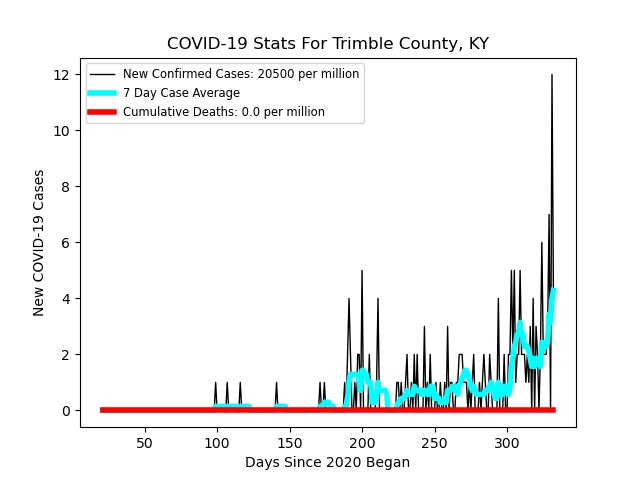 COVID-19 Stats For Trimble County, KY
New Confirmed Cases: 20500 per million
7 Day Case Average
Cumulative Deaths: 0.0 per million
New COVID-19 Cases
12
10
8
6
4
2
0
50 100 150 200 250 300
Days Since 2020 Began